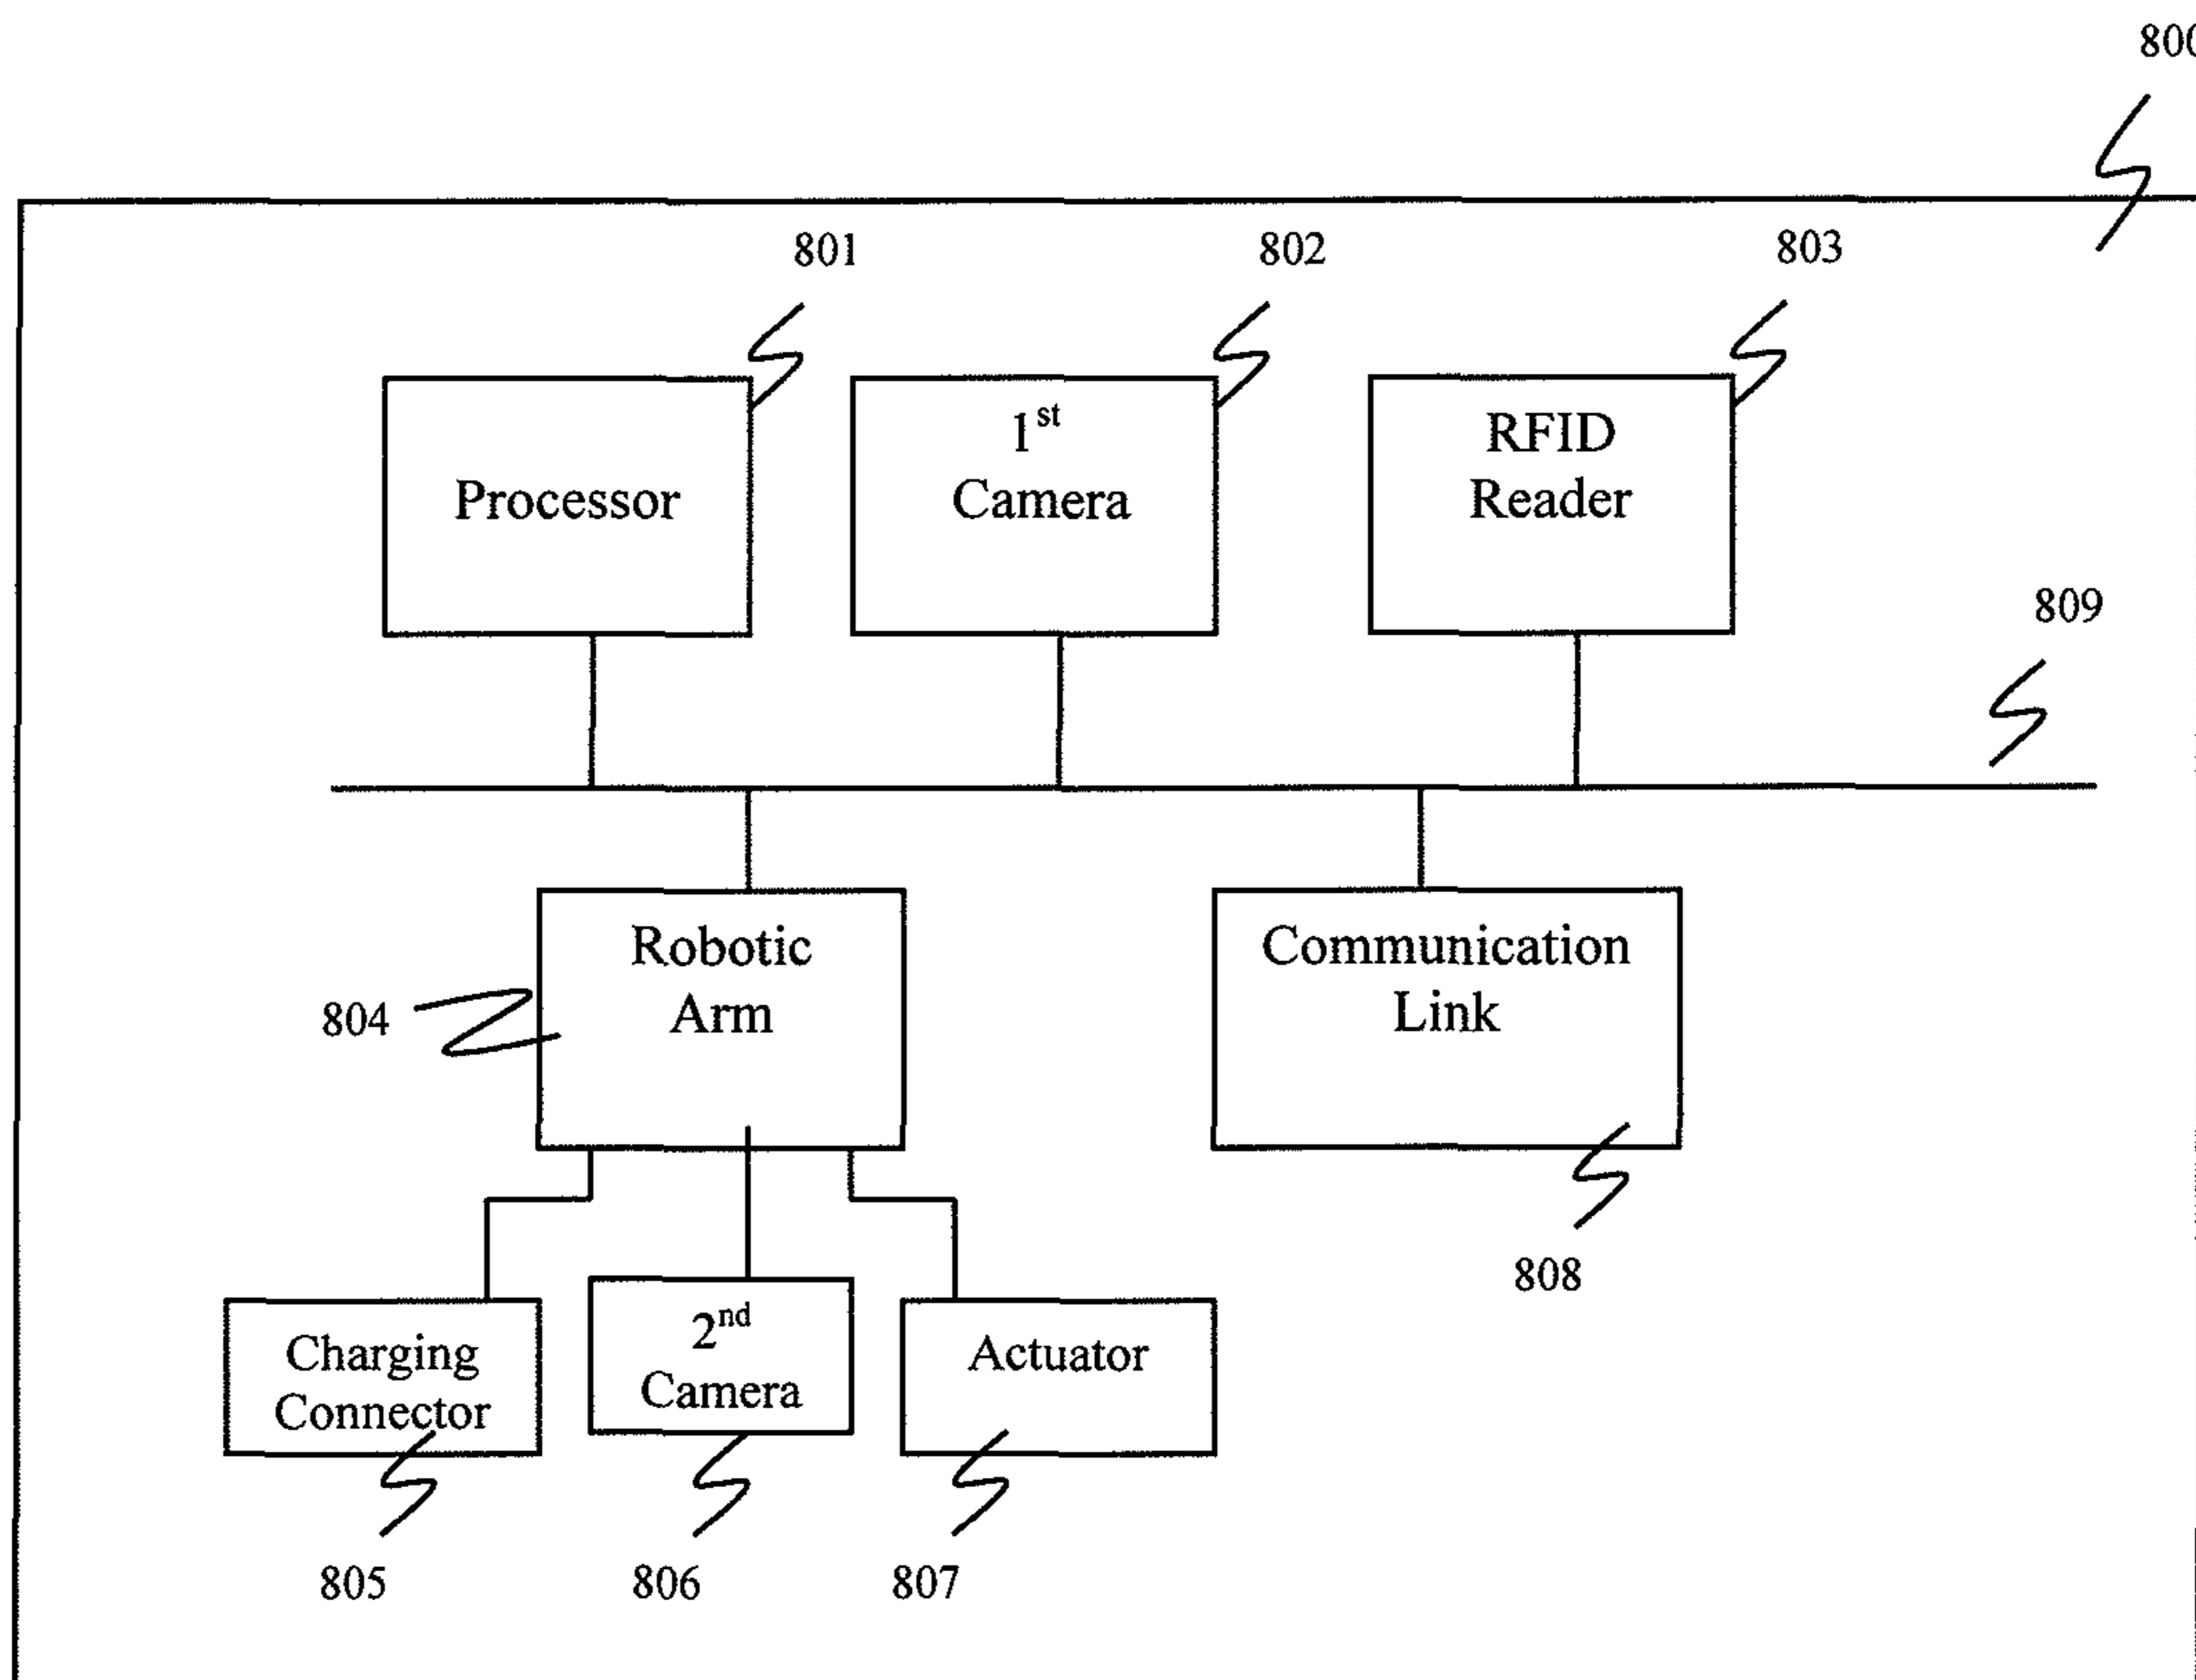 800
801
802
803
Processor
1st
Camera
RFID
Reader
809
Robotic
Arm
804
Communication
Link
808
Charging
Connector
2nd
Camera
Actuator
805
806
807